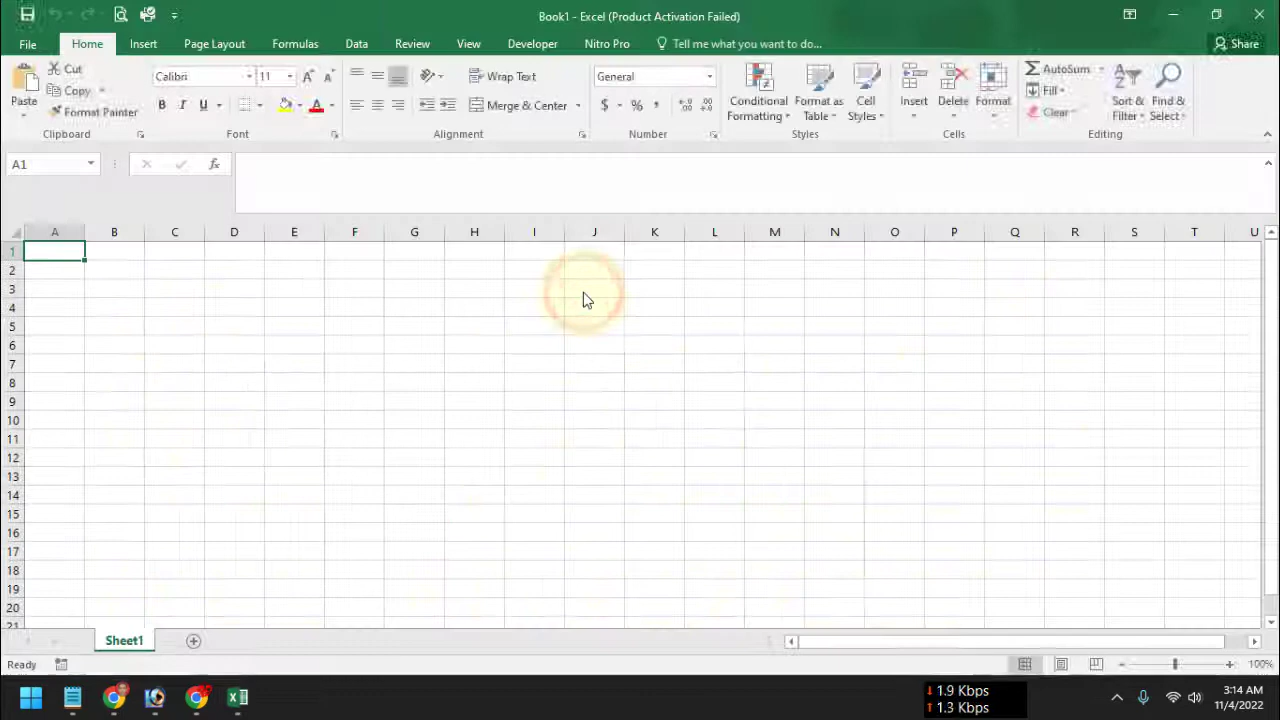 Book1 - Excel (Product Activation Failed)
File Home Insert Page Layout Formulas Data Review View Developer Nitro Pro Tell me what you want to do... Share
Paste Cut Copy Format Painter Clipboard
Calibri 11 A A B I U A Font
Wrap Text Merge & Center Alignment
General $ % , Number
Conditional Formatting Format as Table Cell Styles Styles
Insert Delete Format Cells
AutoSum Fill Clear Sort & Filter Find & Select Editing
A1 fx
A B C D E F G H I J K L M N O P Q R S T U
1
2
3
4
5
6
7
8
9
10
11
12
13
14
15
16
17
18
19
20
21
Sheet1
Ready 100%
1.9 Kbps
1.3 Kbps
3:14 AM
11/4/2022